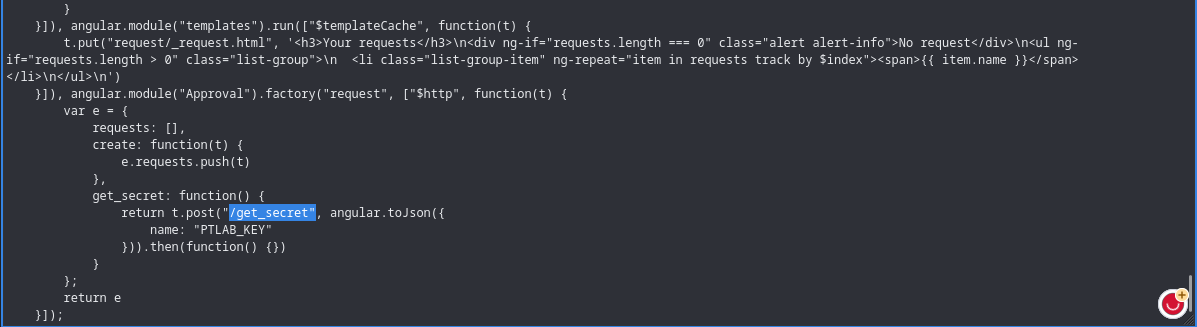 }
}]), angular.module("templates").run(["$templateCache", function(t) {
t.put("request/_request.html", '<h3>Your requests</h3>\n<div ng-if="requests.length === 0" class="alert alert-info">No request</div>\n<ul ng-
if="requests.length > 0" class="list-group">\n  <li class="list-group-item" ng-repeat="item in requests track by $index"><span>{{ item.name }}</span>
</li>\n</ul>\n')
}]), angular.module("Approval").factory("request", ["$http", function(t) {
var e = {
requests: [],
create: function(t) {
e.requests.push(t)
},
get_secret: function() {
return t.post("/get_secret", angular.toJson({
name: "PTLAB_KEY"
})).then(function() {})
}
};
return e
}]);